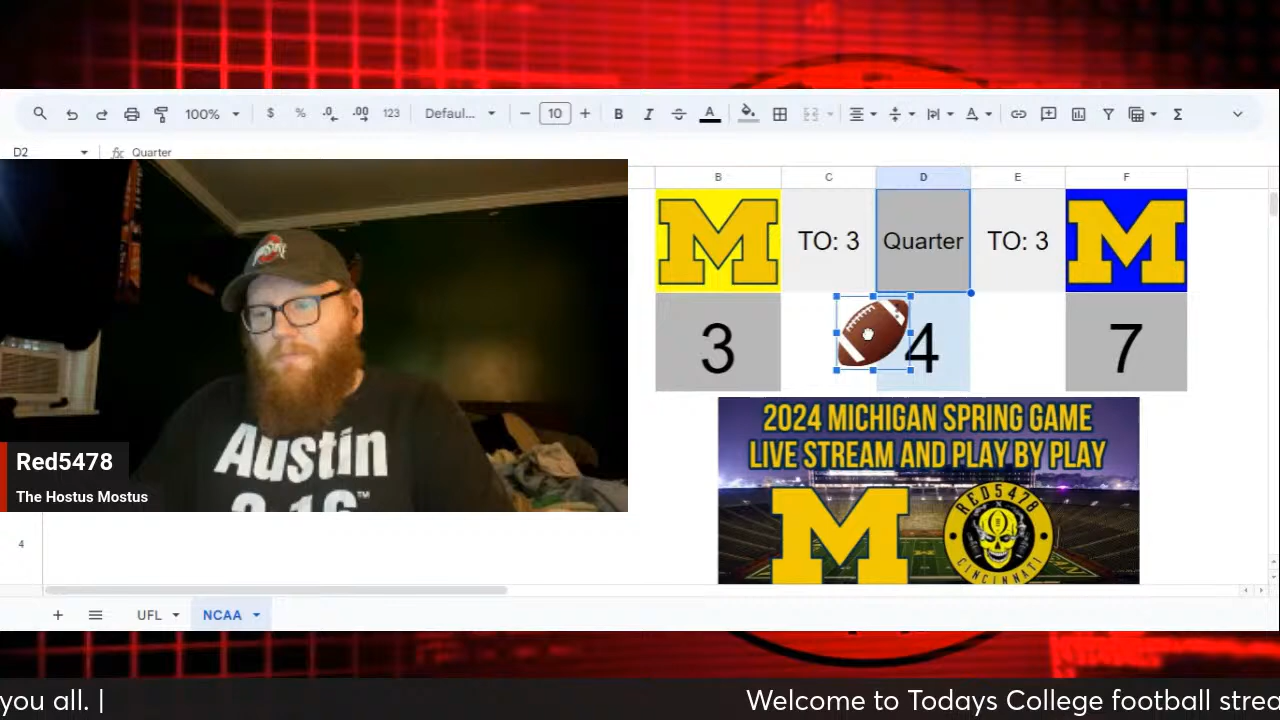 100%
$
%
.0
.00
123
Defaul...
10
B
I
A
Σ
D2
fx
Quarter
B
C
D
E
F
M
TO: 3
Quarter
TO: 3
M
3
4
7
2024 MICHIGAN SPRING GAME
LIVE STREAM AND PLAY BY PLAY
M
RED5478
CINCINNATI
Austin
3:16™
Red5478
The Hostus Mostus
4
UFL
NCAA
you all. |
Welcome to Todays College football strea